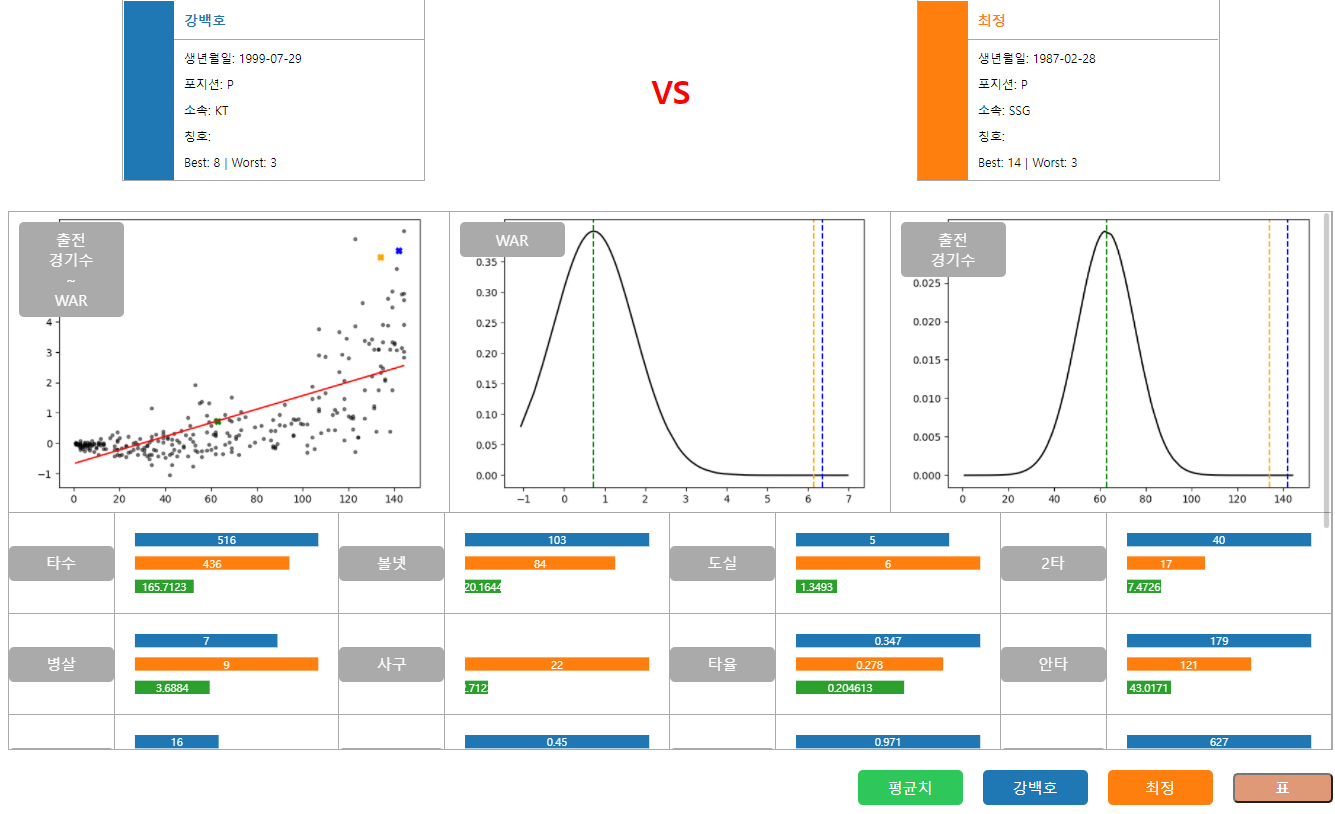 강백호
생년월일: 1999-07-29
포지션: P
소속: KT
칭호:
Best: 8 | Worst: 3
VS
최정
생년월일: 1987-02-28
포지션: P
소속: SSG
칭호:
Best: 14 | Worst: 3
출전
경기수
~
WAR
4
3
2
1
0
−1
0 20 40 60 80 100 120 140
WAR
0.35
0.30
0.25
0.20
0.15
0.10
0.05
0.00
−1 0 1 2 3 4 5 6 7
출전
경기수
0.025
0.020
0.015
0.010
0.005
0.000
0 20 40 60 80 100 120 140
타수
516
436
165.7123
볼넷
103
84
20.1644
도실
5
6
1.3493
2타
40
17
7.4726
병살
7
9
3.6884
사구
22
.712
타율
0.347
0.278
0.204613
안타
179
121
43.0171
16 0.45 0.971 627
평균치 강백호 최정 표